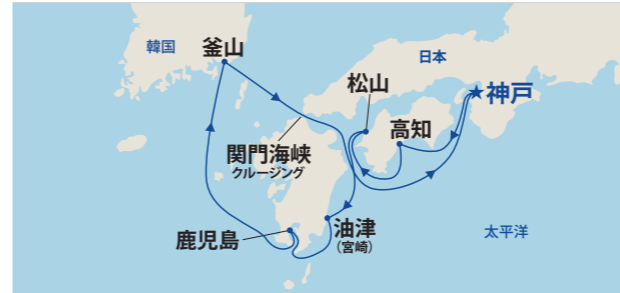 韓国
釜山
日本
松山
★神戸
高知
関門海峡
クルージング
鹿児島
油津
(宮崎)
太平洋